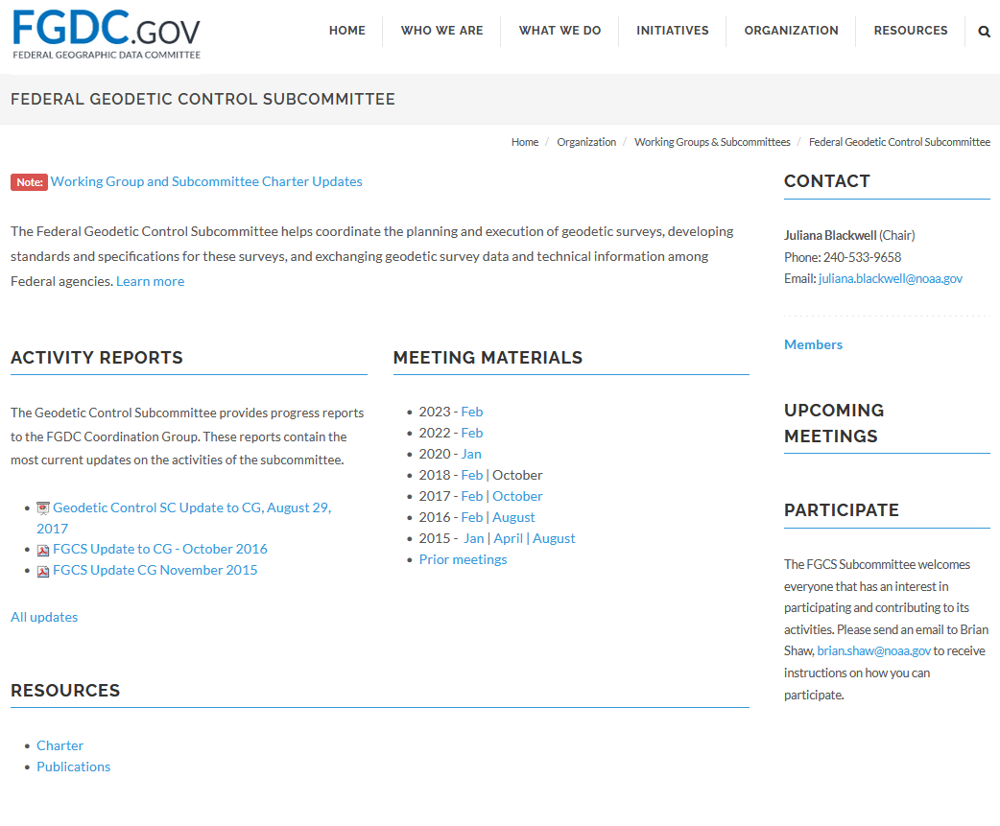 FGDC.GOV
FEDERAL GEOGRAPHIC DATA COMMITTEE
HOME
WHO WE ARE
WHAT WE DO
INITIATIVES
ORGANIZATION
RESOURCES
FEDERAL GEODETIC CONTROL SUBCOMMITTEE
Home / Organization / Working Groups & Subcommittees / Federal Geodetic Control Subcommittee
Note: Working Group and Subcommittee Charter Updates
The Federal Geodetic Control Subcommittee helps coordinate the planning and execution of geodetic surveys, developing
standards and specifications for these surveys, and exchanging geodetic survey data and technical information among
Federal agencies. Learn more
ACTIVITY REPORTS
The Geodetic Control Subcommittee provides progress reports
to the FGDC Coordination Group. These reports contain the
most current updates on the activities of the subcommittee.
Geodetic Control SC Update to CG, August 29,
2017
FGCS Update to CG - October 2016
FGCS Update CG November 2015
All updates
MEETING MATERIALS
2023 - Feb
2022 - Feb
2020 - Jan
2018 - Feb | October
2017 - Feb | October
2016 - Feb | August
2015 - Jan | April | August
Prior meetings
RESOURCES
Charter
Publications
CONTACT
Juliana Blackwell (Chair)
Phone: 240-533-9658
Email: juliana.blackwell@noaa.gov
Members
UPCOMING
MEETINGS
PARTICIPATE
The FGCS Subcommittee welcomes
everyone that has an interest in
participating and contributing to its
activities. Please send an email to Brian
Shaw, brian.shaw@noaa.gov to receive
instructions on how you can
participate.